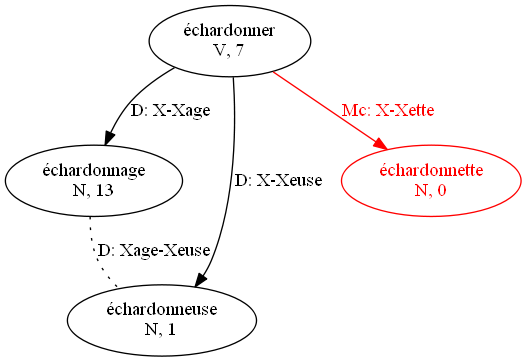 échardonner
V, 7
D: X-Xage
Mc: X-Xette
échardonnage
N, 13
D: X-Xeuse
échardonnette
N, 0
D: Xage-Xeuse
échardonneuse
N, 1